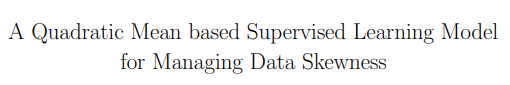 A Quadratic Mean based Supervised Learning Model
for Managing Data Skewness